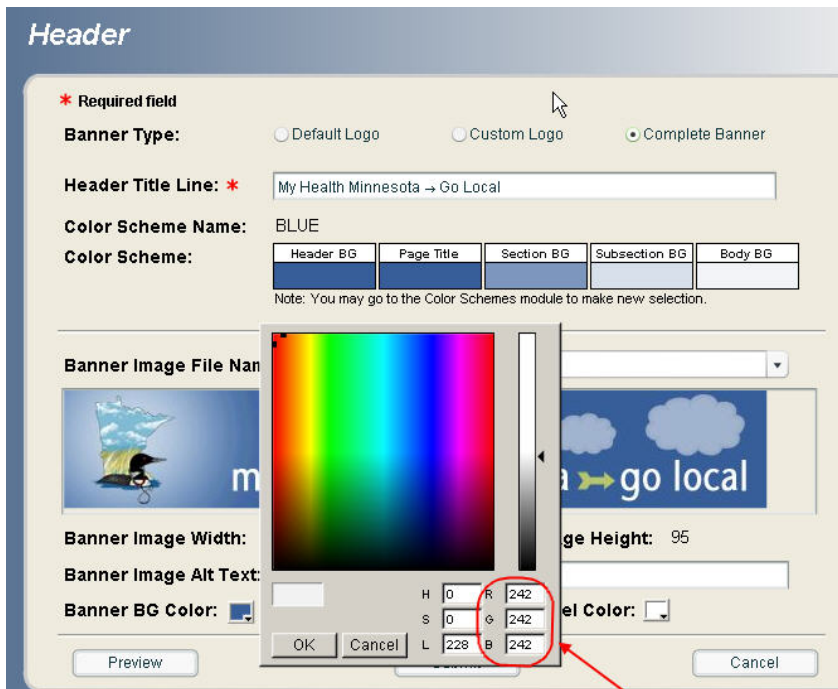 Header
* Required field
Banner Type: Default Logo Custom Logo Complete Banner
Header Title Line: * My Health Minnesota → Go Local
Color Scheme Name: BLUE
Color Scheme: Header BG Page Title Section BG Subsection BG Body BG
Note: You may go to the Color Schemes module to make new selection.
Banner Image File Nam
m a go local
Banner Image Width: ge Height: 95
Banner Image Alt Text:
H 0 R 242
S 0 G 242
L 228 B 242
Banner BG Color: el Color:
OK Cancel
Preview Cancel